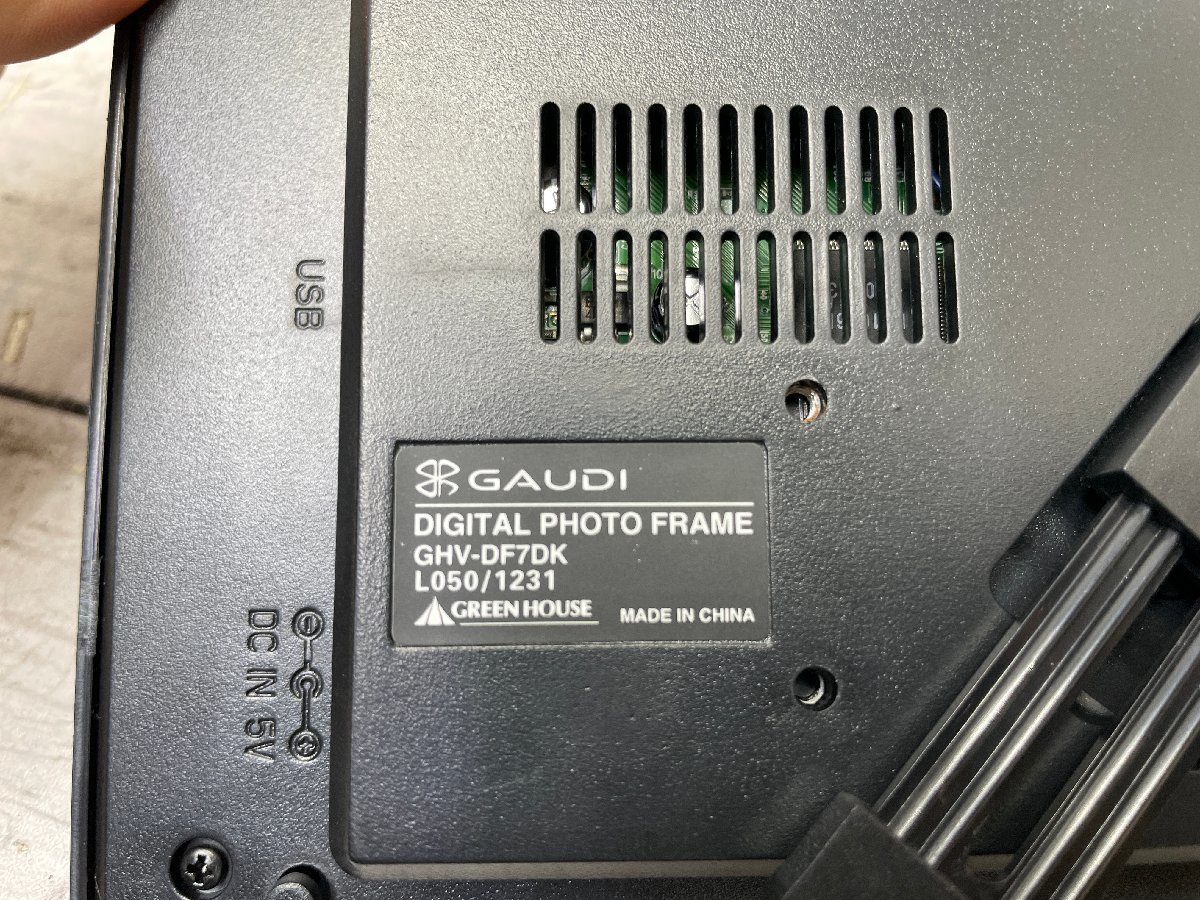 USB
GAUDI
DIGITAL PHOTO FRAME
GHV-DF7DK
L050/1231
GREEN HOUSE MADE IN CHINA
DC IN 5V